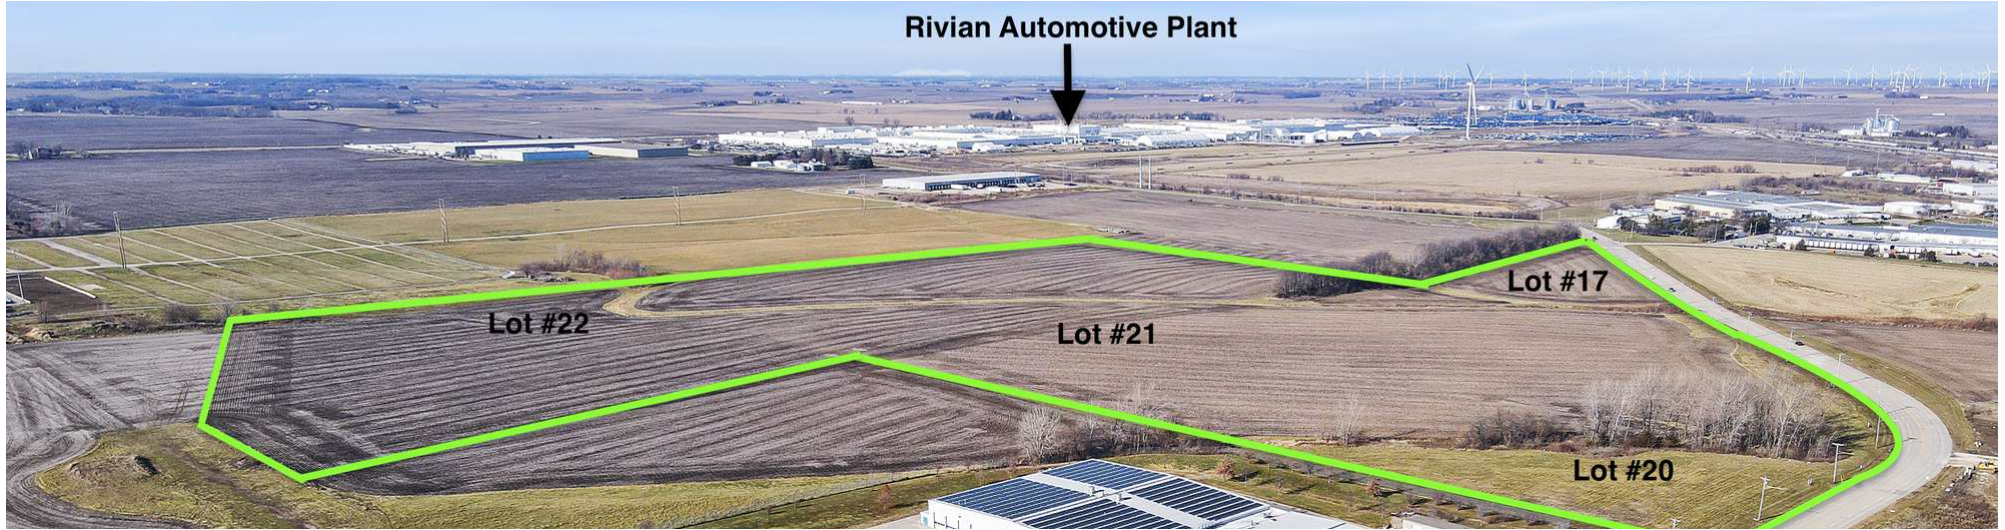 Rivian Automotive Plant
Lot #17
Lot #22
Lot #21
Lot #20